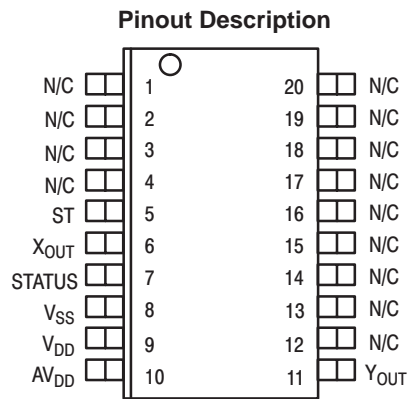 Pinout Description
N/C 1 20 N/C
N/C 2 19 N/C
N/C 3 18 N/C
N/C 4 17 N/C
ST 5 16 N/C
XOUT 6 15 N/C
STATUS 7 14 N/C
VSS 8 13 N/C
VDD 9 12 N/C
AVDD 10 11 YOUT